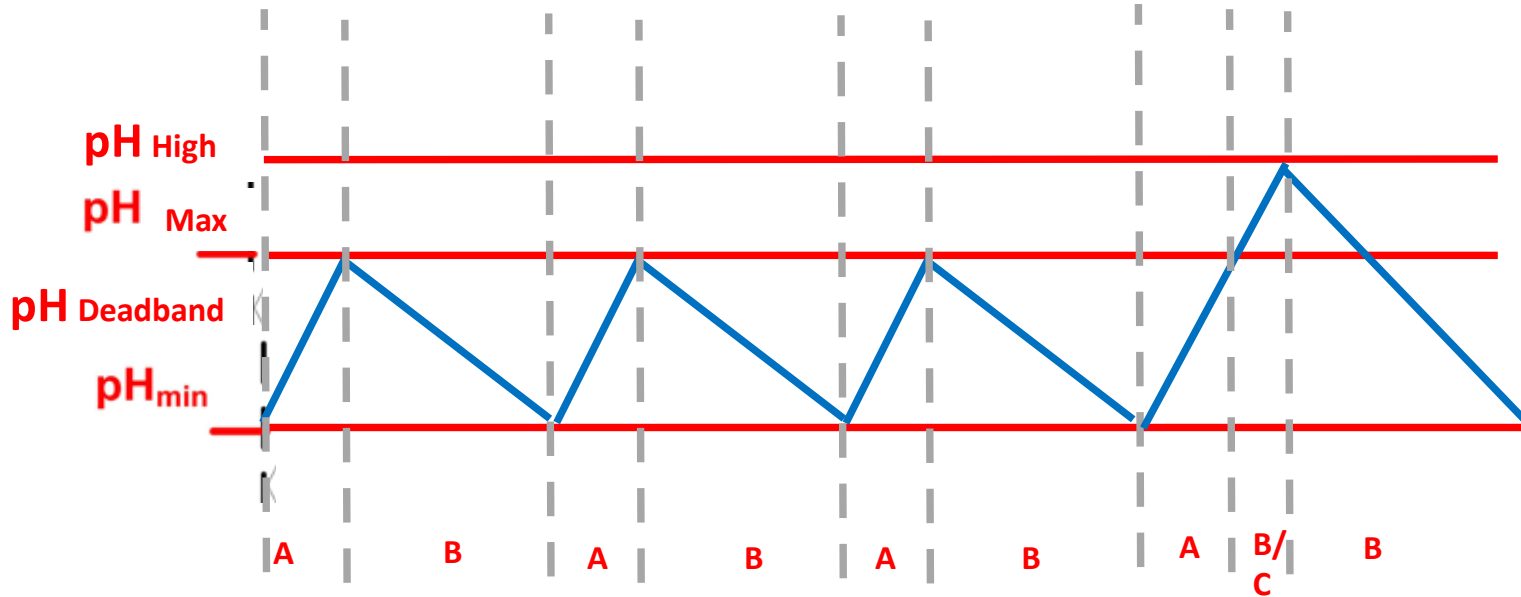 pH High
pH Max
pH Deadband
pHmin
A B A B A B A B/ B
C